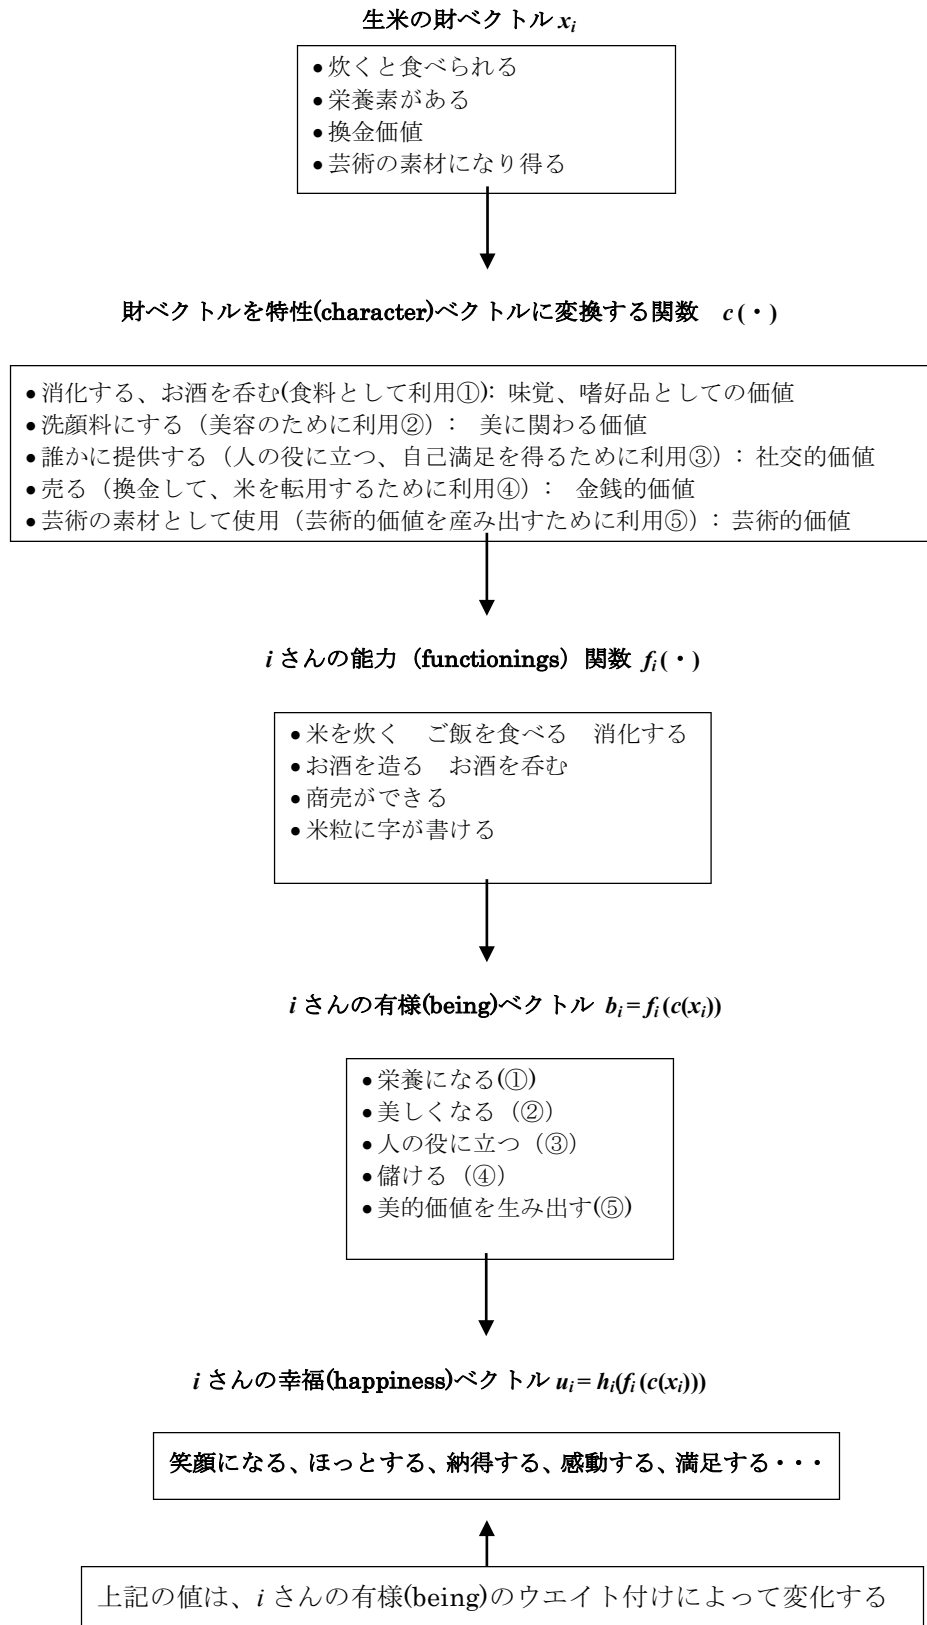 生米の財ベクトル xi
●炊くと食べられる
●栄養素がある
●換金価値
●芸術の素材になり得る
財ベクトルを特性(character)ベクトルに変換する関数　c (・)
●消化する、お酒を呑む(食料として利用①)：味覚、嗜好品としての価値
●洗顔料にする（美容のために利用②）：　美に関わる価値
●誰かに提供する（人の役に立つ、自己満足を得るために利用③）：社交的価値
●売る（換金して、米を転用するために利用④）：　金銭的価値
●芸術の素材として使用（芸術的価値を産み出すために利用⑤）：芸術的価値
i さんの能力（functionings）関数 fi (・)
●米を炊く　ご飯を食べる　消化する
●お酒を造る　お酒を呑む
●商売ができる
●米粒に字が書ける
i さんの有様(being)ベクトル bi = fi (c(xi))
●栄養になる(①)
●美しくなる（②）
●人の役に立つ（③）
●儲ける（④）
●美的価値を生み出す(⑤)
i さんの幸福(happiness)ベクトル ui = hi(fi (c(xi)))
笑顔になる、ほっとする、納得する、感動する、満足する・・・
上記の値は、i さんの有様(being)のウエイト付けによって変化する